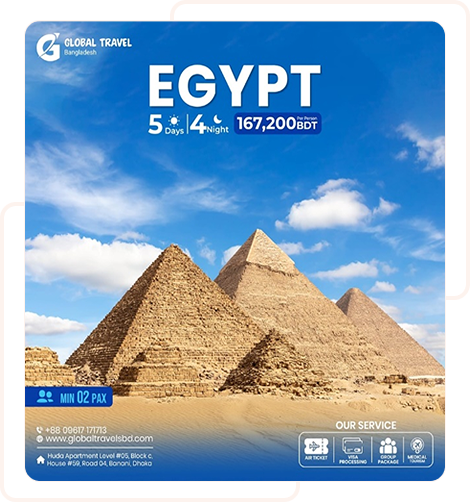 GLOBAL TRAVEL
Bangladesh
EGYPT
5 Days | 4 Night 167,200 Per Person BDT
MIN 02 PAX
+88 09617 171713
www.globaltravelsbd.com
Huda Apartment Level #05, Block c.
House #59, Road 04, Banani, Dhaka
OUR SERVICE
AIR TICKET
VISA PROCESSING
GROUP PACKAGE
MEDICAL TOURISM